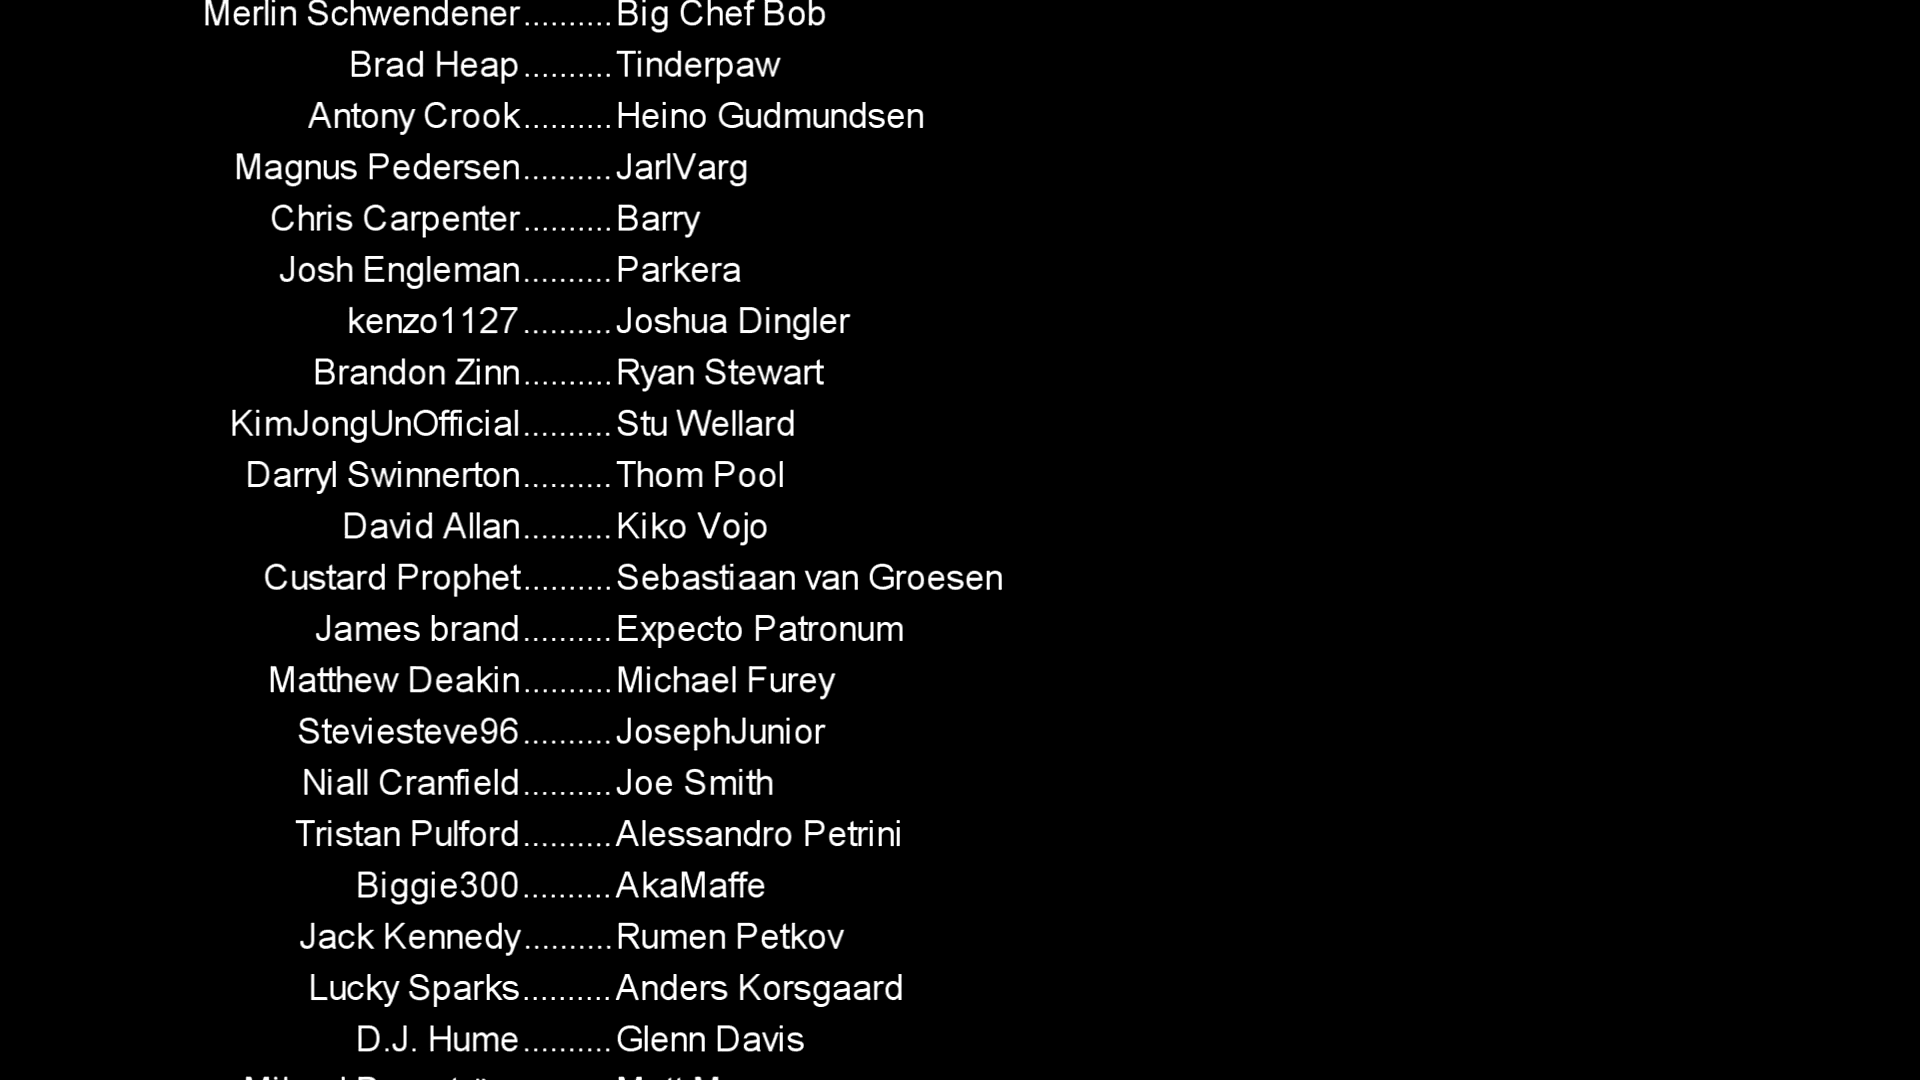 Merlin Schwendener..........Big Chef Bob
Brad Heap..........Tinderpaw
Antony Crook..........Heino Gudmundsen
Magnus Pedersen..........JarlVarg
Chris Carpenter..........Barry
Josh Engleman..........Parkera
kenzo1127..........Joshua Dingler
Brandon Zinn..........Ryan Stewart
KimJongUnOfficial..........Stu Wellard
Darryl Swinnerton..........Thom Pool
David Allan..........Kiko Vojo
Custard Prophet..........Sebastiaan van Groesen
James brand..........Expecto Patronum
Matthew Deakin..........Michael Furey
Steviesteve96..........JosephJunior
Niall Cranfield..........Joe Smith
Tristan Pulford..........Alessandro Petrini
Biggie300..........AkaMaffe
Jack Kennedy..........Rumen Petkov
Lucky Sparks..........Anders Korsgaard
D.J. Hume..........Glenn Davis